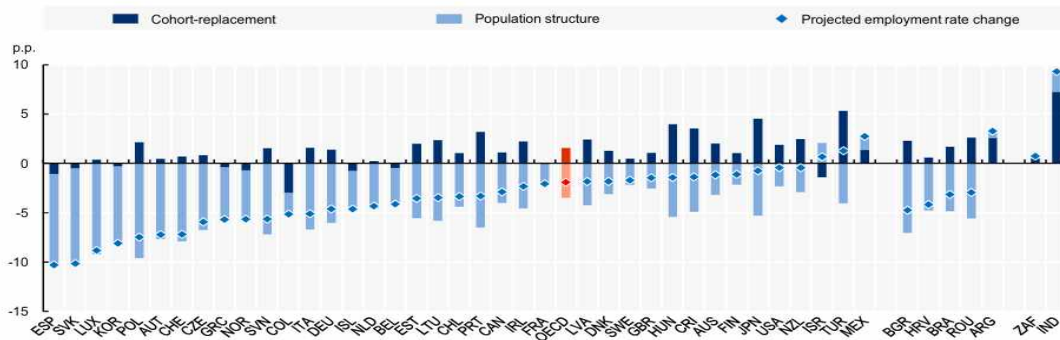 Cohort-replacement Population structure Projected employment rate change
p.p.
10
5
0
-5
-10
-15
ESP SVK LUX KOR POL AUT CHE CZE GRC NOR SVN COL ITA DEU ISL NLD BEL EST LTU CHL PRT CAN IRL FRA OECD LVA DNK SWE GBR HUN CRI AUS FIN JPN USA NZL ISR TUR MEX BGR HRV BRA ROU ARG ZAF IND